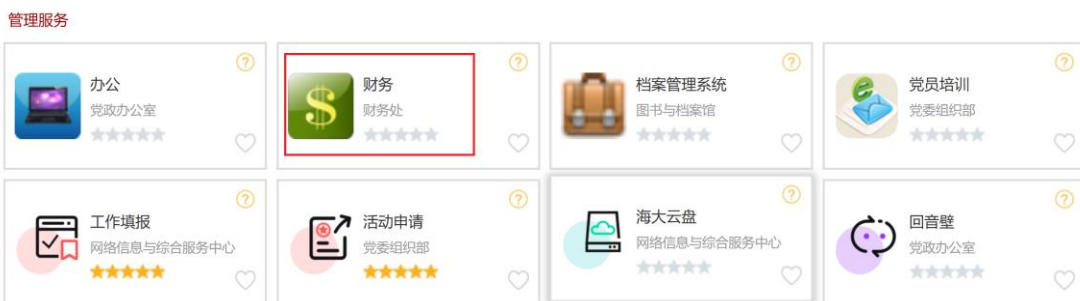 管理服务
办公
党政办公室
财务
财务处
档案管理系统
图书与档案馆
党员培训
党委组织部
工作填报
网络信息与综合服务中心
活动申请
党委组织部
海大云盘
网络信息与综合服务中心
回音壁
党政办公室